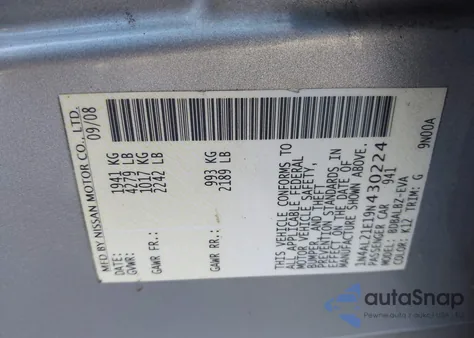 MFD BY NISSAN MOTOR CO., LTD.
DATE: 09/08
GVWR: 1941 KG
4279 LB
GAWR FR: 1017 KG
2242 LB
GAWR RR: 993 KG
2189 LB
THIS VEHICLE CONFORMS TO
ALL APPLICABLE FEDERAL
MOTOR VEHICLE SAFETY,
BUMPER, AND THEFT
PREVENTION STANDARDS IN
EFFECT ON THE DATE OF
MANUFACTURE SHOWN ABOVE.
1N4AL21E19N430224
PASSENGER CAR 941
MODEL: BDBALBZ-EVA
COLOR: K12 TRIM: G
9N00A
autoSnap